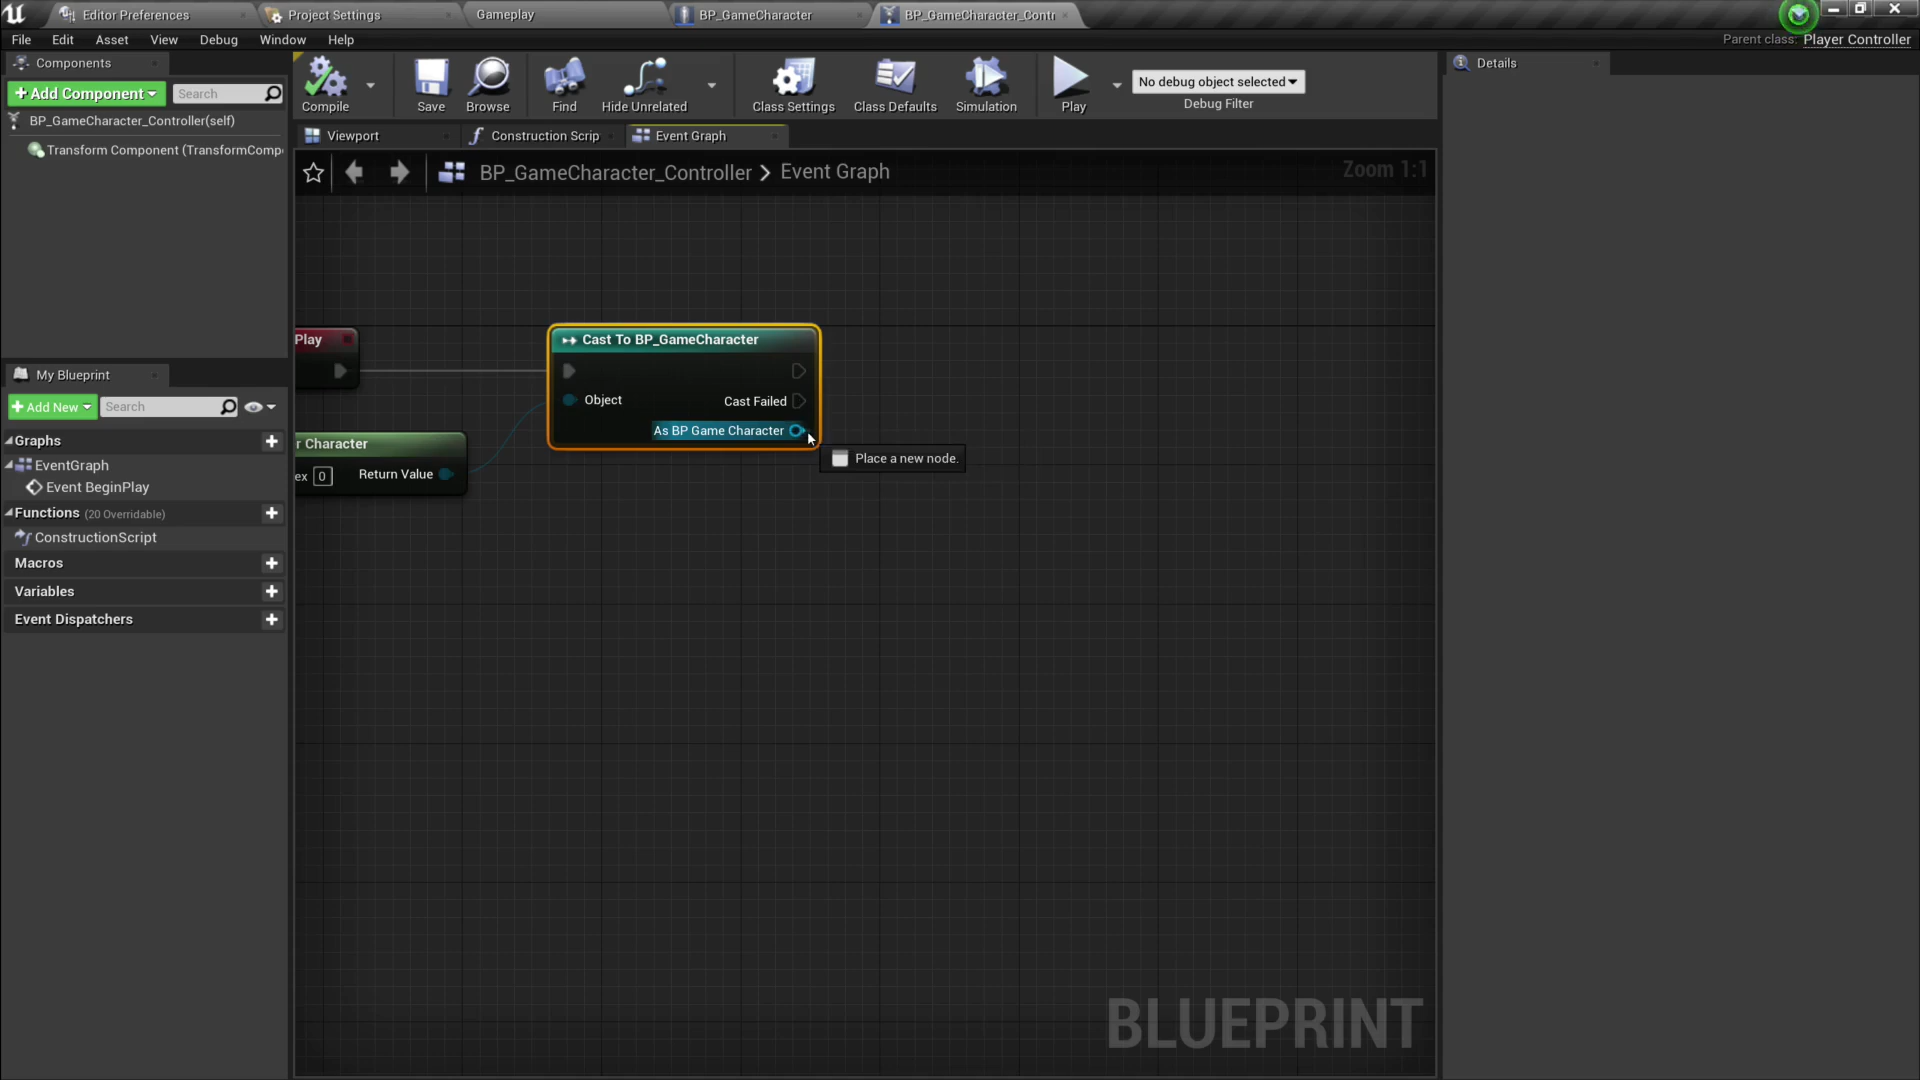 Editor Preferences
Project Settings
Gameplay
BP_GameCharacter
BP_GameCharacter_Contr
File Edit Asset View Debug Window Help
Parent class: Player Controller
Components
+ Add Component
Search
BP_GameCharacter_Controller(self)
Transform Component (TransformComp
Compile
Save
Browse
Find
Hide Unrelated
Class Settings
Class Defaults
Simulation
Play
No debug object selected
Debug Filter
Details
Viewport
Construction Scrip
Event Graph
BP_GameCharacter_Controller > Event Graph
Zoom 1:1
Play
Cast To BP_GameCharacter
Object
Cast Failed
As BP Game Character
Place a new node.
r Character
ex 0
Return Value
My Blueprint
+ Add New
Search
Graphs
EventGraph
Event BeginPlay
Functions (20 Overridable)
ConstructionScript
Macros
Variables
Event Dispatchers
BLUEPRINT